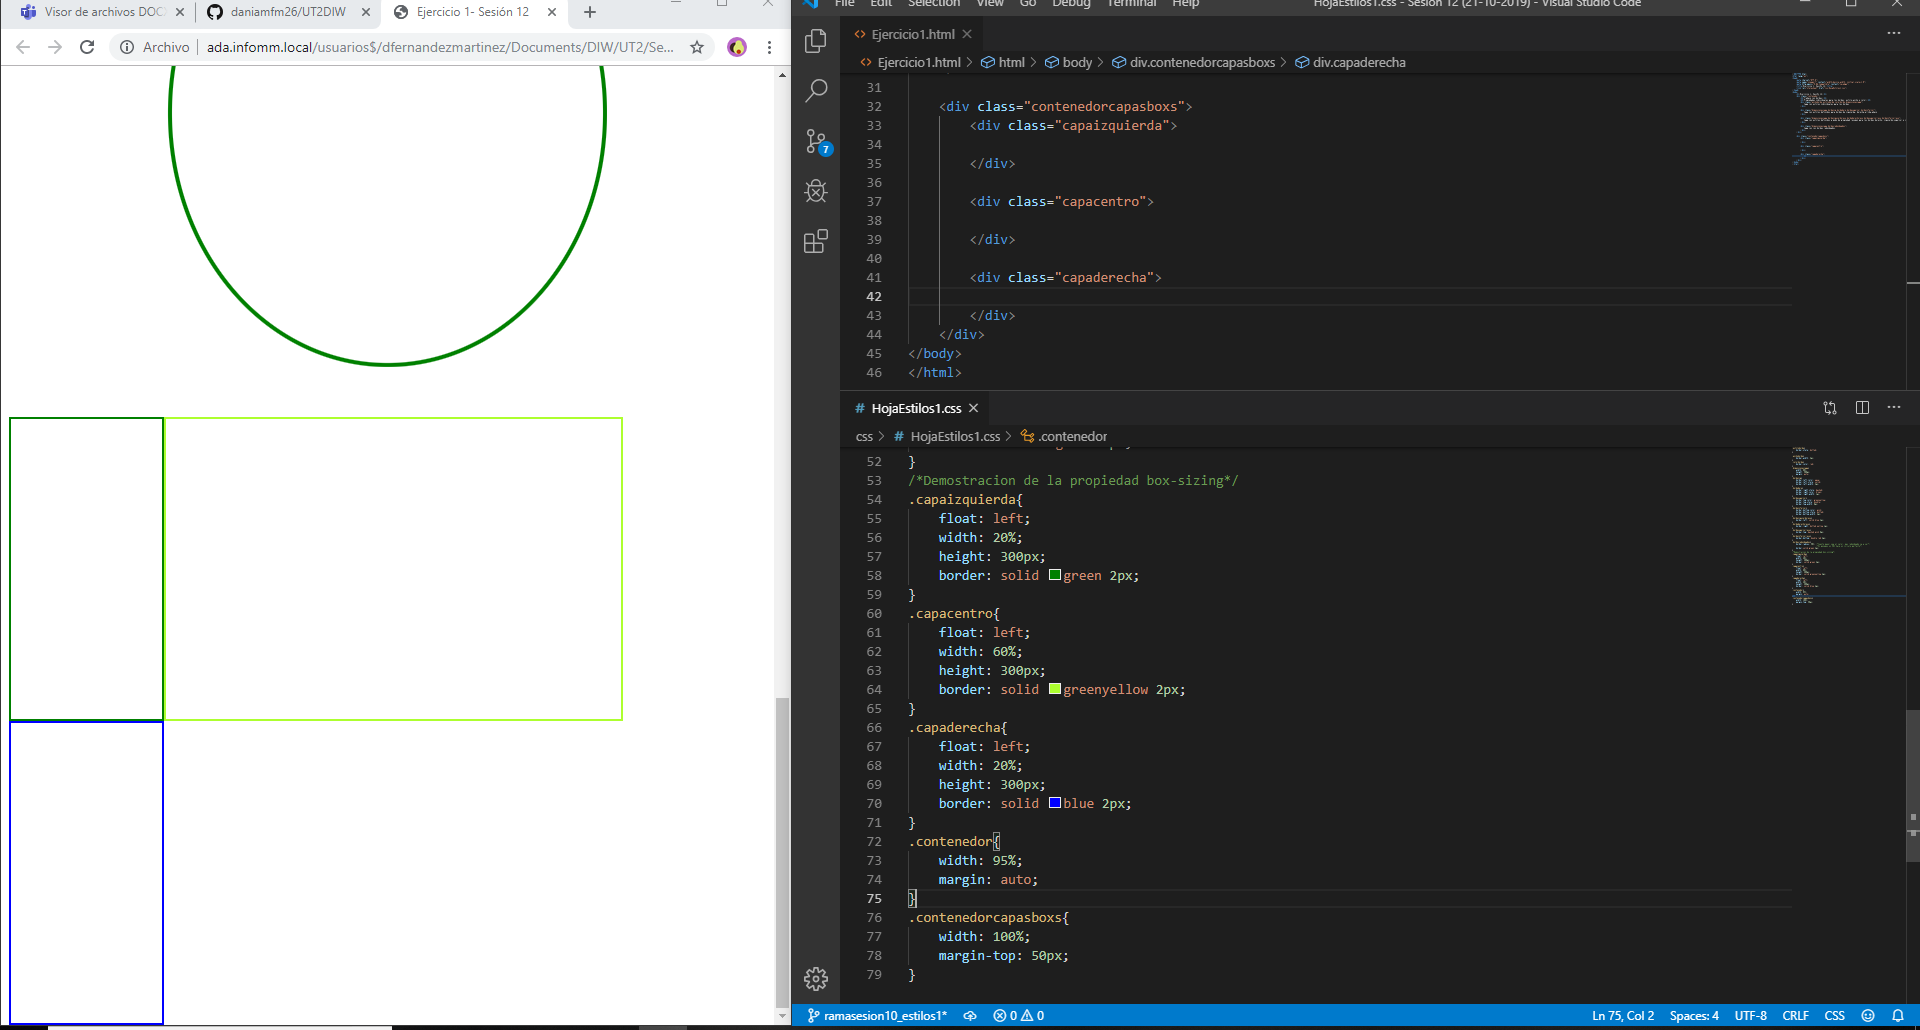 Visor de archivos DOC
daniamfm26/UT2DIW
Ejercicio 1- Sesión 12
Archivo
ada.infomm.local/usuarios$/dfernandezmartinez/Documents/DIW/UT2/Se...
File Edit Selection View Go Debug Terminal Help
HojaEstilos1.css - Sesion 12 (21-10-2019) - Visual Studio Code
7
<> Ejercicio1.html
<> Ejercicio1.html > html > body > div.contenedorcapasboxs > div.capaderecha
31
32 <div class="contenedorcapasboxs">
33 <div class="capaizquierda">
34
35 </div>
36
37 <div class="capacentro">
38
39 </div>
40
41 <div class="capaderecha">
42
43 </div>
44 </div>
45 </body>
46 </html>
# HojaEstilos1.css
css > # HojaEstilos1.css > .contenedor
52 }
53 /*Demostracion de la propiedad box-sizing*/
54 .capaizquierda{
55 float: left;
56 width: 20%;
57 height: 300px;
58 border: solid green 2px;
59 }
60 .capacentro{
61 float: left;
62 width: 60%;
63 height: 300px;
64 border: solid greenyellow 2px;
65 }
66 .capaderecha{
67 float: left;
68 width: 20%;
69 height: 300px;
70 border: solid blue 2px;
71 }
72 .contenedor{
73 width: 95%;
74 margin: auto;
75 }
76 .contenedorcapasboxs{
77 width: 100%;
78 margin-top: 50px;
79 }
ramasesion10_estilos1* 0 0
Ln 75, Col 2 Spaces: 4 UTF-8 CRLF CSS